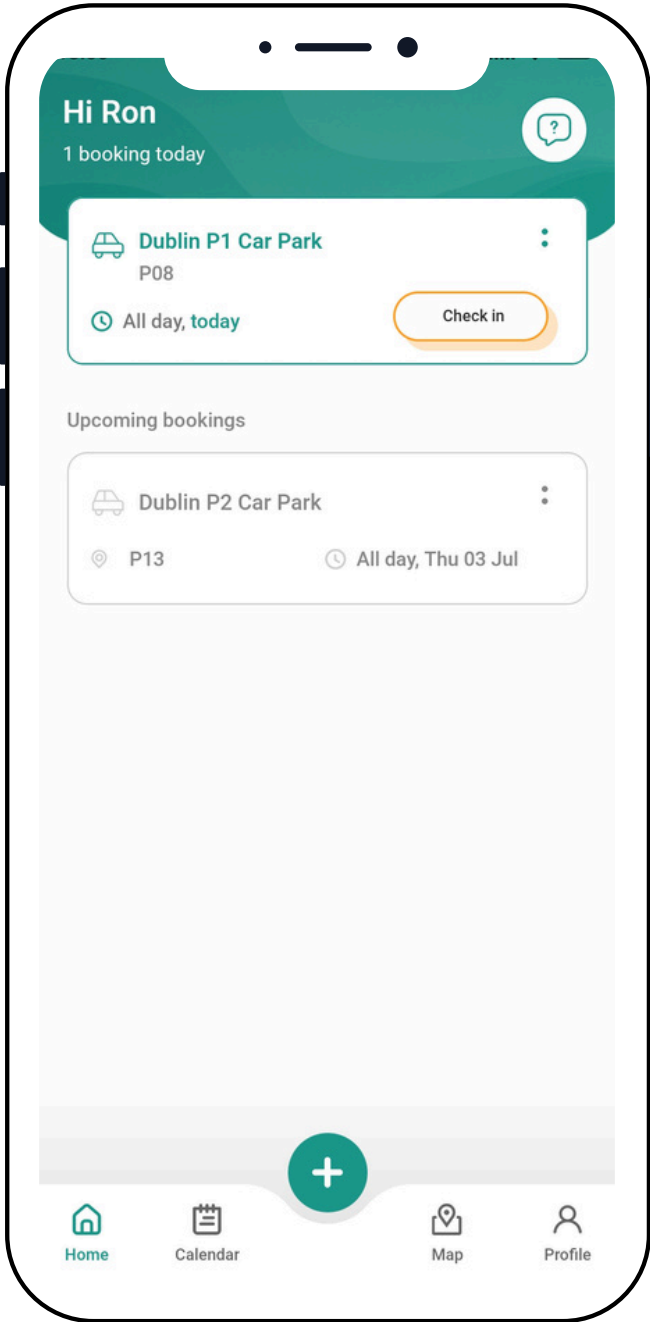 Hi Ron
1 booking today
?
Dublin P1 Car Park
P08
All day, today
Check in
Upcoming bookings
Dublin P2 Car Park
P13
All day, Thu 03 Jul
+
Home
Calendar
Map
Profile